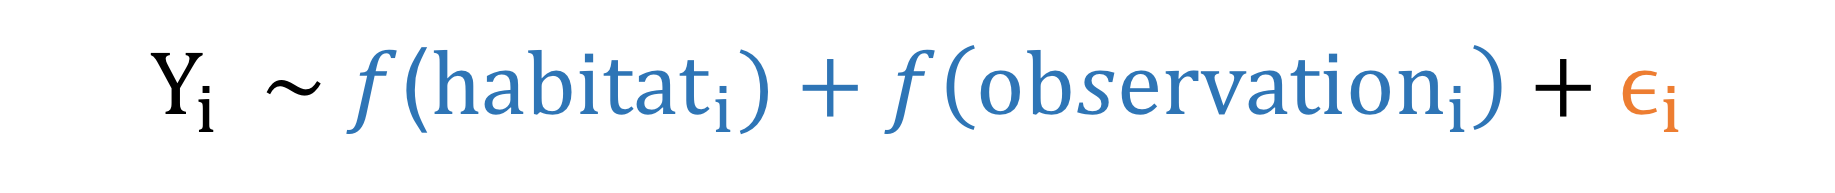 Yᵢ ~ f(habitatᵢ) + f(observationᵢ) + ϵᵢ